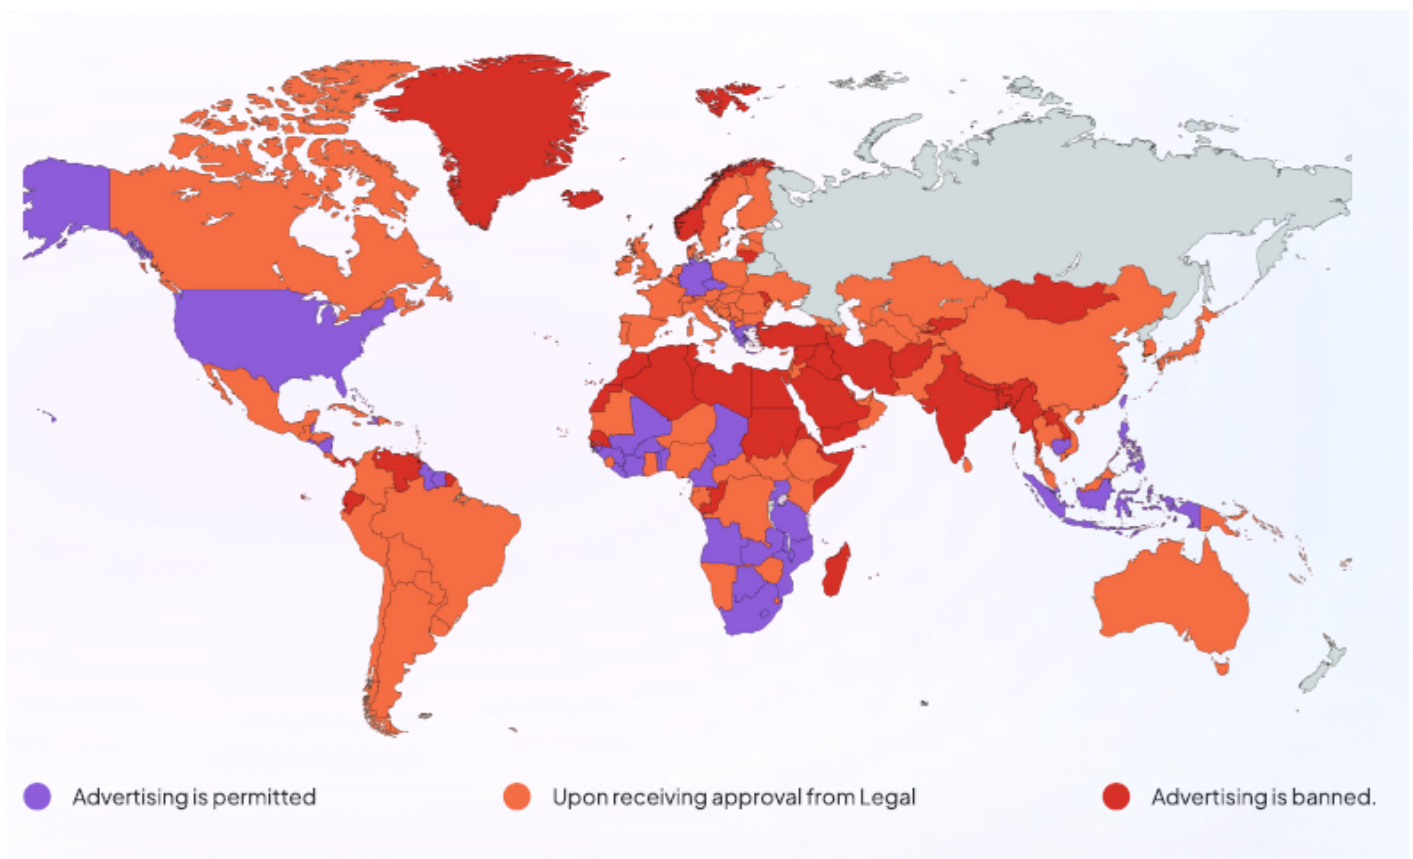 Advertising is permitted
Upon receiving approval from Legal
Advertising is banned.